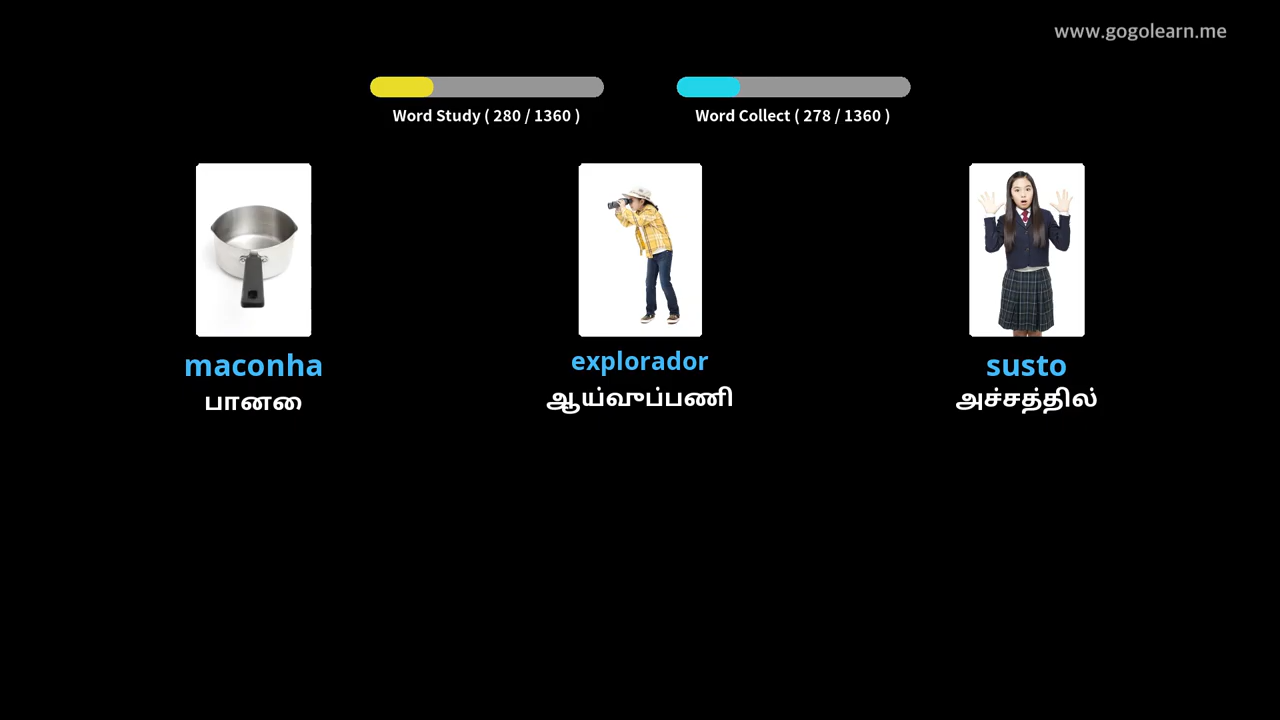 www.gogolearn.me
Word Study ( 280 / 1360 )
Word Collect ( 278 / 1360 )
maconha
explorador
susto
பானை
ஆய்வுப்பணி
அச்சத்தில்